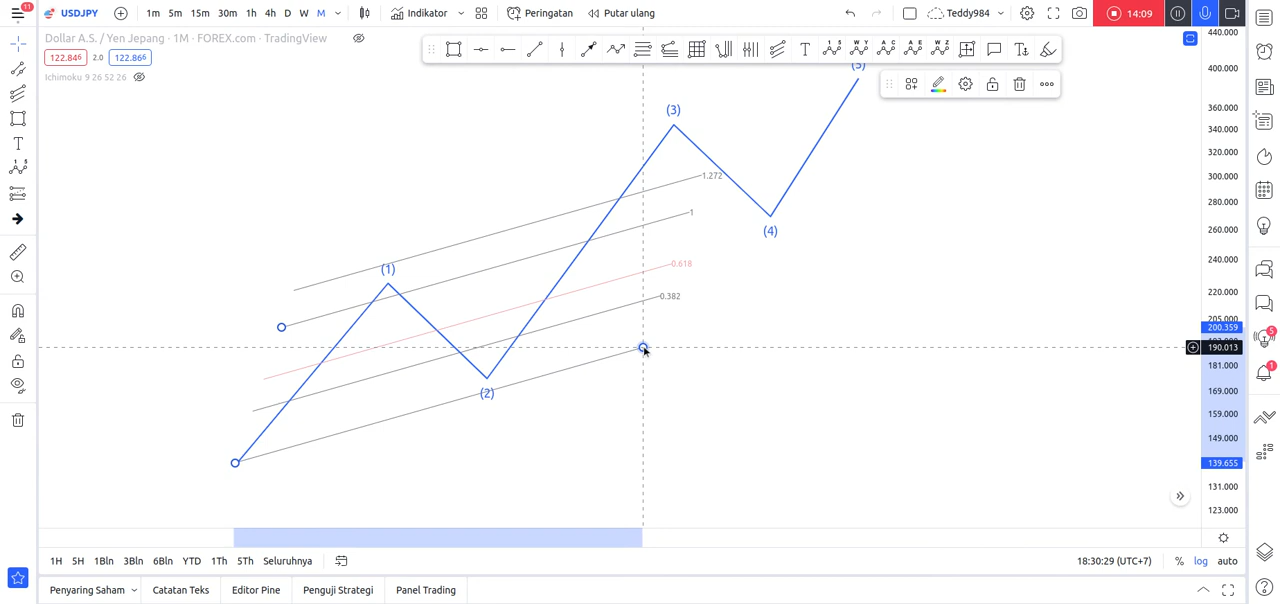 11
USDJPY
1m 5m 15m 30m 1h 4h D W M
Indikator
Peringatan
Putar ulang
Teddy984
14:09
Dollar A.S. / Yen Jepang · 1M · FOREX.com · TradingView
122.846 2.0 122.866
Ichimoku 9 26 52 26
(1)
(2)
(3)
(4)
(5)
1.272
1
0.618
0.382
440.000
400.000
360.000
340.000
320.000
300.000
280.000
260.000
240.000
220.000
205.000
200.359
190.013
181.000
169.000
159.000
149.000
139.655
131.000
123.000
5
1
1H 5H 1Bln 3Bln 6Bln YTD 1Th 5Th Seluruhnya
18:30:29 (UTC+7) % log auto
Penyaring Saham Catatan Teks Editor Pine Penguji Strategi Panel Trading